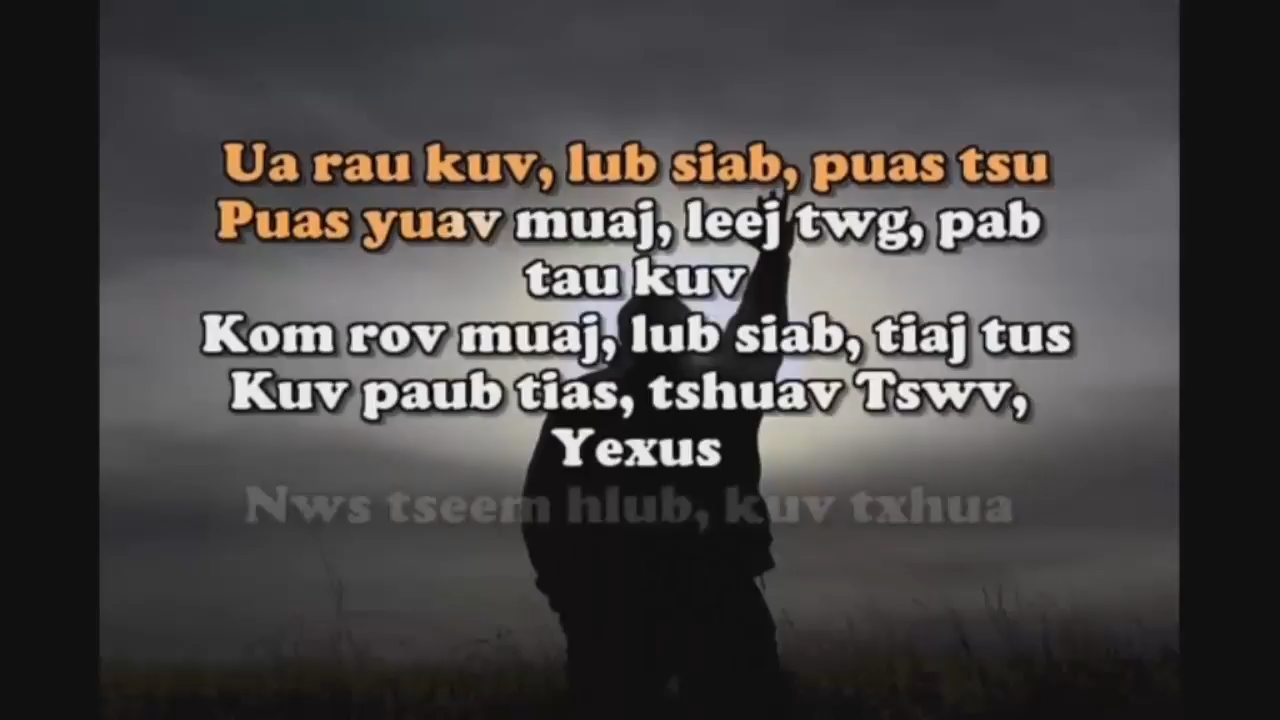 Ua rau kuv, lub siab, puas tsu
Puas yuav muaj, leej twg, pab
tau kuv
Kom rov muaj, lub siab, tiaj tus
Kuv paub tias, tshuav Tswv,
Yexus
Nws tseem hlub, kuv txhua